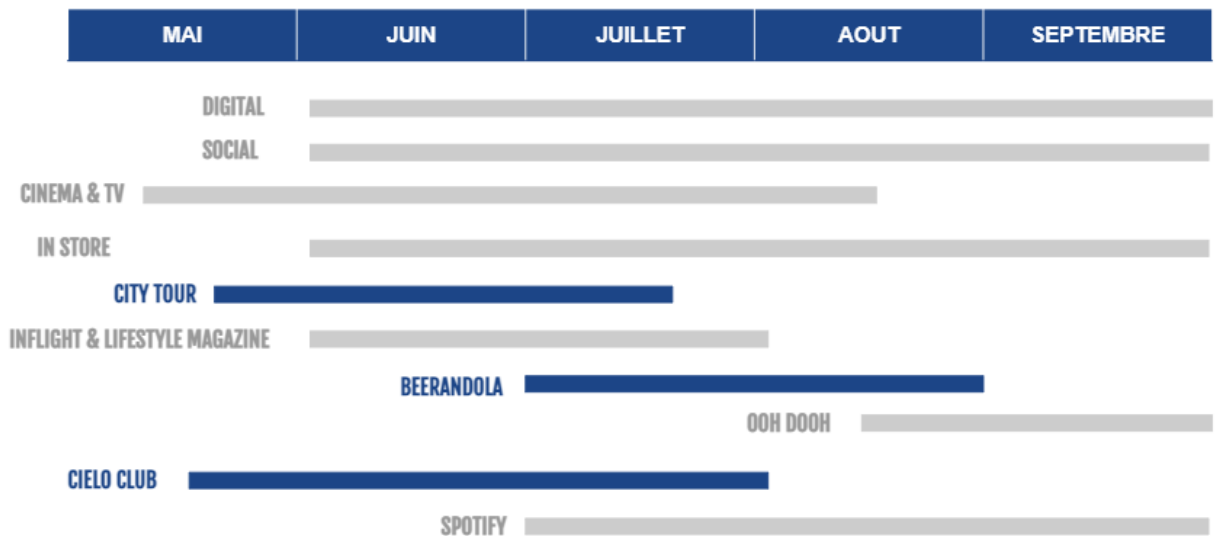 MAI JUIN JUILLET AOUT SEPTEMBRE
DIGITAL
SOCIAL
CINEMA & TV
IN STORE
CITY TOUR
INFLIGHT & LIFESTYLE MAGAZINE
BEERANDOLA
OOH DOOH
CIELO CLUB
SPOTIFY